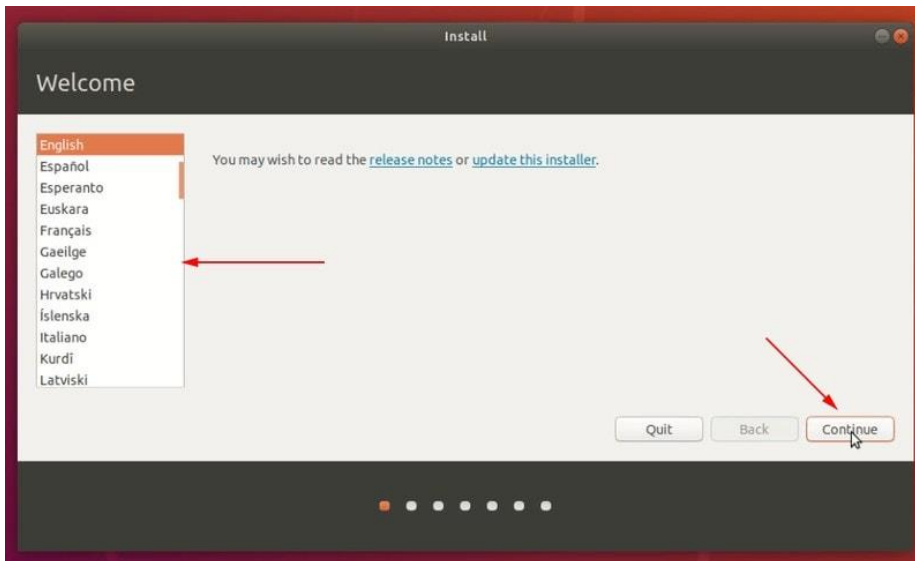 Install
Welcome
English
Español
Esperanto
Euskara
Français
Gaeilge
Galego
Hrvatski
Íslenska
Italiano
Kurdî
Latviski
You may wish to read the release notes or update this installer.
Quit
Back
Continue